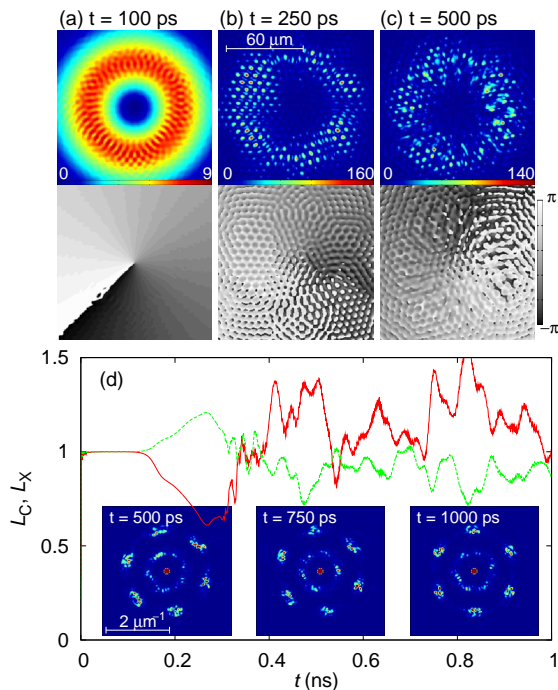 (a) t = 100 ps
(b) t = 250 ps
(c) t = 500 ps
60 μm
0 9
0 160
0 140
π
−π
(d)
1.5
1
0.5
0
L_C, L_X
t = 500 ps
t = 750 ps
t = 1000 ps
2 μm⁻¹
0 0.2 0.4 0.6 0.8 1
t (ns)